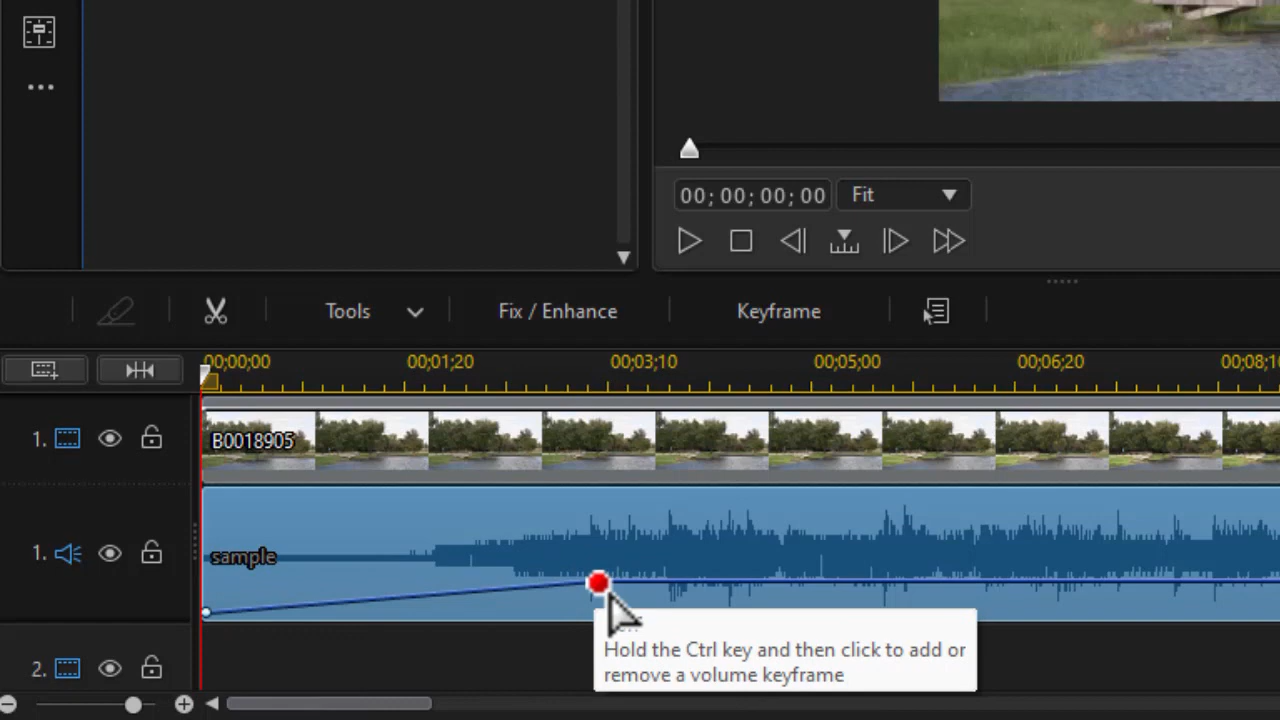 00; 00; 00; 00
Fit
Tools
Fix / Enhance
Keyframe
00;00;00
00;01;20
00;03;10
00;05;00
00;06;20
00;08;10
1.
B0018905
1.
sample
Hold the Ctrl key and then click to add or
remove a volume keyframe
2.